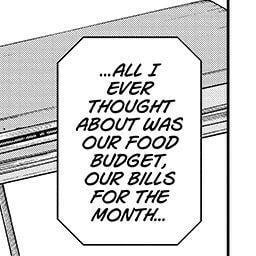 ...ALL I
EVER
THOUGHT
ABOUT WAS
OUR FOOD
BUDGET,
OUR BILLS
FOR THE
MONTH...